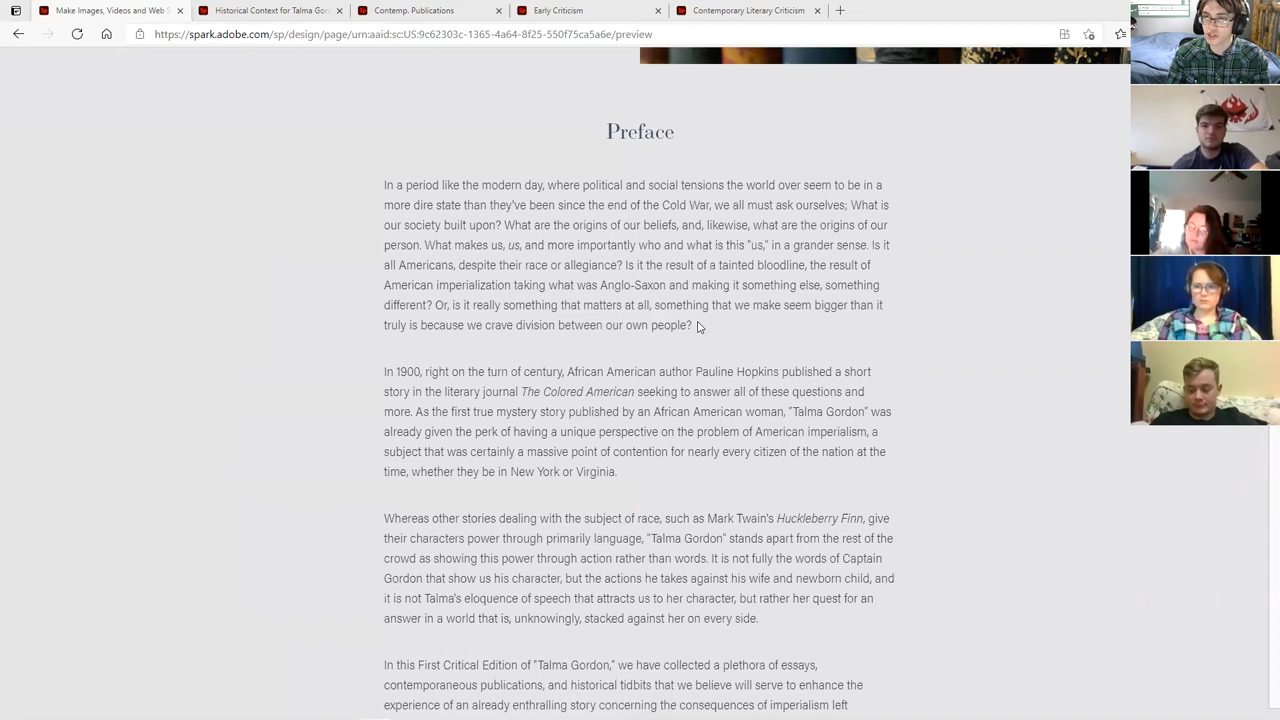 Make Images, Videos and Web S
Historical Context for Talma Gor
Contemp. Publications
Early Criticism
Contemporary Literary Criticism
https://spark.adobe.com/sp/design/page/urn:aaid:sc:US:
preview
Preface
In a period like the modern day, where political and social tensions the world over seem to be in a
more dire state than they've been since the end of the Cold War, we all must ask ourselves; What is
our society built upon? What are the origins of our beliefs, and, likewise, what are the origins of our
person. What makes us, us, and more importantly who and what is this "us," in a grander sense. Is it
all Americans, despite their race or allegiance? Is it the result of a tainted bloodline, the result of
American imperialization taking what was Anglo-Saxon and making it something else, something
different? Or, is it really something that matters at all, something that we make seem bigger than it
truly is because we crave division between our own people?
In 1900, right on the turn of century, African American author Pauline Hopkins published a short
story in the literary journal The Colored American seeking to answer all of these questions and
more. As the first true mystery story published by an African American woman, "Talma Gordon" was
already given the perk of having a unique perspective on the problem of American imperialism, a
subject that was certainly a massive point of contention for nearly every citizen of the nation at the
time, whether they be in New York or Virginia.
Whereas other stories dealing with the subject of race, such as Mark Twain's Huckleberry Finn, give
their characters power through primarily language, "Talma Gordon" stands apart from the rest of the
crowd as showing this power through action rather than words. It is not fully the words of Captain
Gordon that show us his character, but the actions he takes against his wife and newborn child, and
it is not Talma's eloquence of speech that attracts us to her character, but rather her quest for an
answer in a world that is, unknowingly, stacked against her on every side.
In this First Critical Edition of "Talma Gordon," we have collected a plethora of essays,
contemporaneous publications, and historical tidbits that we believe will serve to enhance the
experience of an already enthralling story concerning the consequences of imperialism left